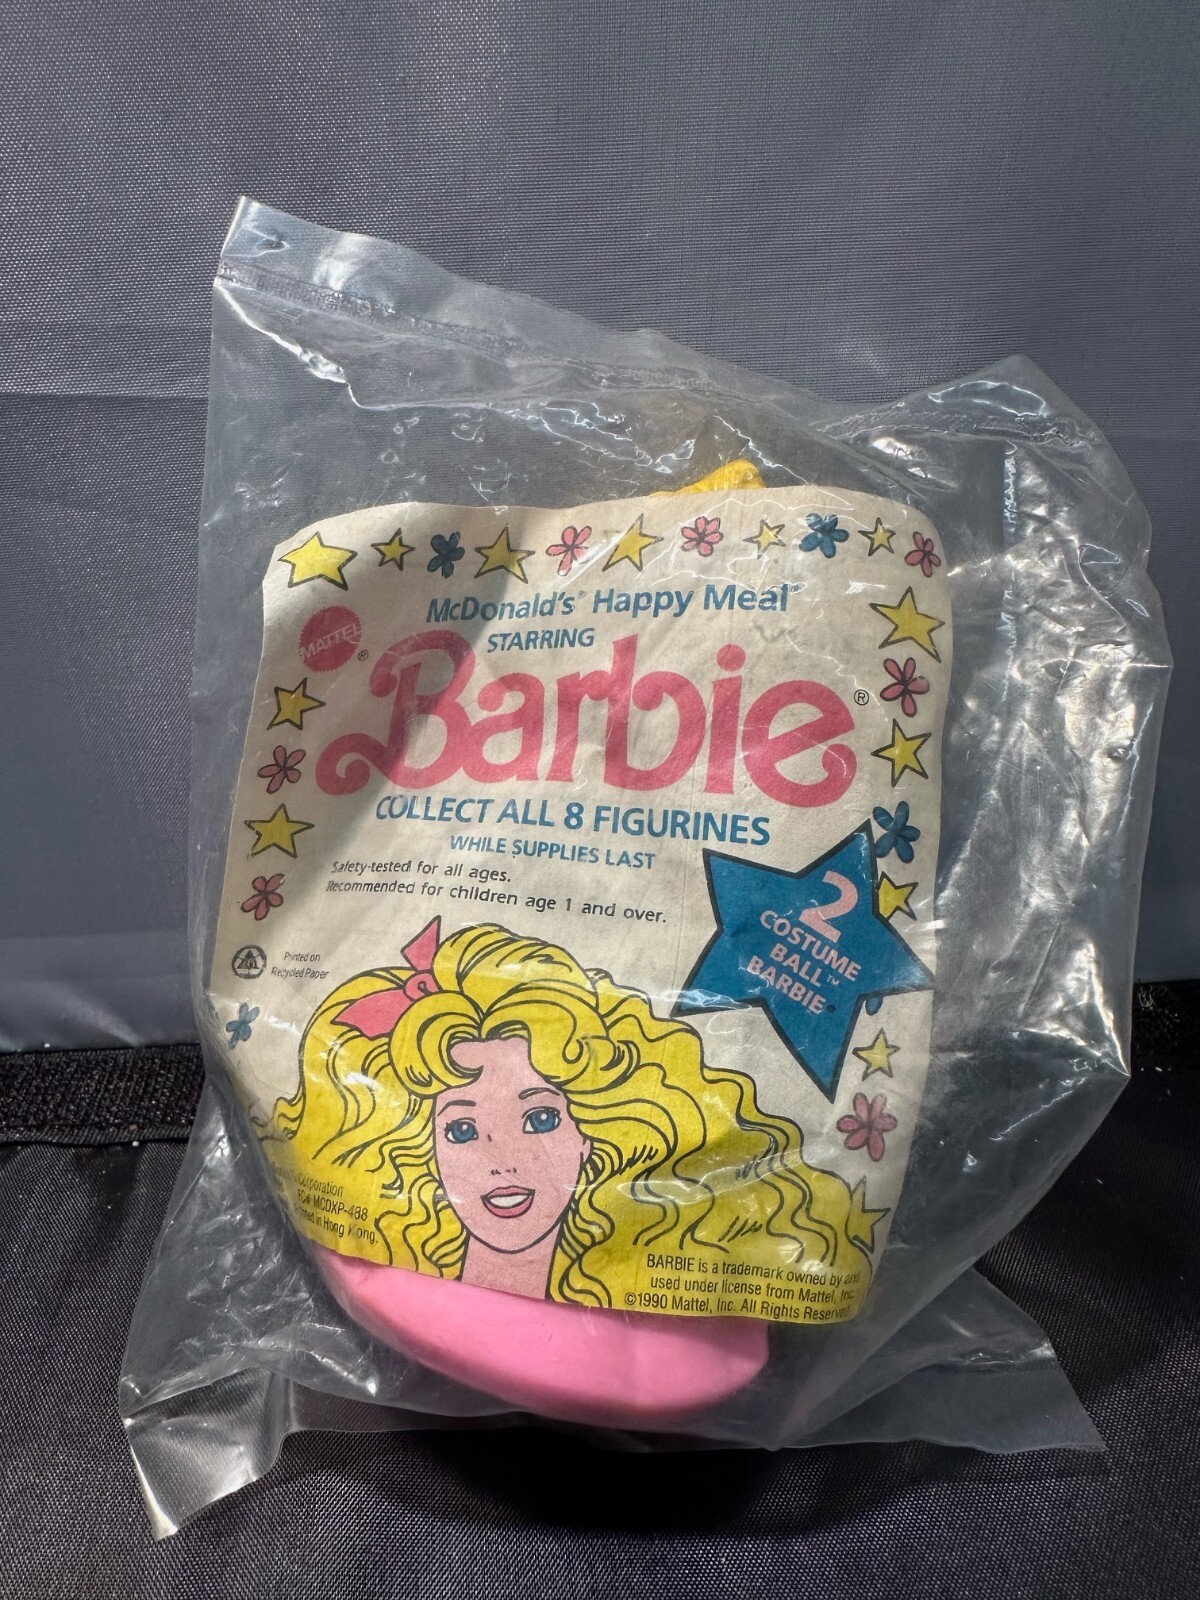 McDonald's® Happy Meal®
STARRING
MATTEL ®
Barbie®
COLLECT ALL 8 FIGURINES
WHILE SUPPLIES LAST
Safety-tested for all ages.
Recommended for children age 1 and over.
2
COSTUME
BALL™
BARBIE®
Printed on
Recycled Paper
Corporation
MCDXP-488
in Hong Kong.
BARBIE is a trademark owned by and
used under license from Mattel, Inc.
©1990 Mattel, Inc. All Rights Reserved.